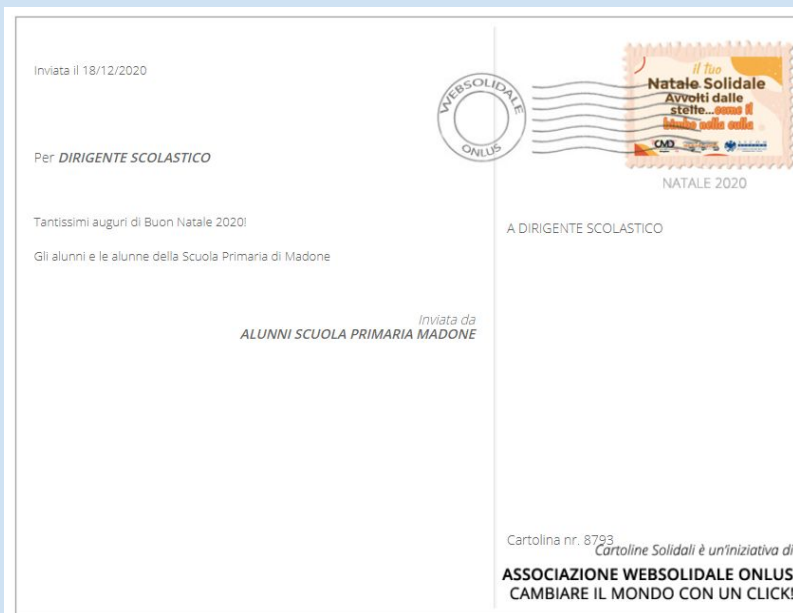 Inviata il 18/12/2020
Per DIRIGENTE SCOLASTICO
Tantissimi auguri di Buon Natale 2020!
Gli alunni e le alunne della Scuola Primaria di Madone
Inviata da
ALUNNI SCUOLA PRIMARIA MADONE
WEBSOLIDALE
ONLUS
il tuo
Natale Solidale
Avvolti dalle
stelle...come il
bimbo nella culla
CMD
NATALE 2020
A DIRIGENTE SCOLASTICO
Cartolina nr. 8793
Cartoline Solidali è un'iniziativa di
ASSOCIAZIONE WEBSOLIDALE ONLUS
CAMBIARE IL MONDO CON UN CLICK!